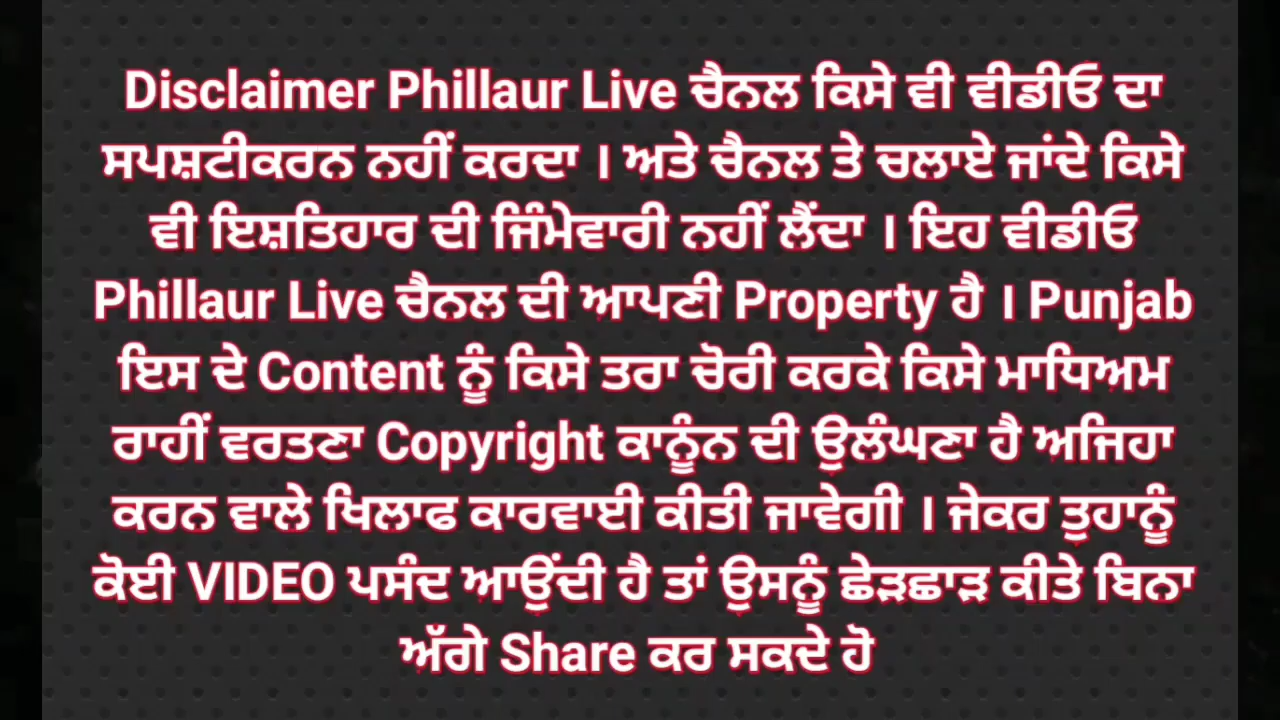 Disclaimer Phillaur Live ਚੈਨਲ ਕਿਸੇ ਵੀ ਵੀਡੀਓ ਦਾ
ਸਪਸ਼ਟੀਕਰਨ ਨਹੀਂ ਕਰਦਾ । ਅਤੇ ਚੈਨਲ ਤੇ ਚਲਾਏ ਜਾਂਦੇ ਕਿਸੇ
ਵੀ ਇਸ਼ਤਿਹਾਰ ਦੀ ਜਿੰਮੇਵਾਰੀ ਨਹੀਂ ਲੈਂਦਾ । ਇਹ ਵੀਡੀਓ
Phillaur Live ਚੈਨਲ ਦੀ ਆਪਣੀ Property ਹੈ । Punjab
ਇਸ ਦੇ Content ਨੂੰ ਕਿਸੇ ਤਰਾ ਚੋਰੀ ਕਰਕੇ ਕਿਸੇ ਮਾਧਿਅਮ
ਰਾਹੀਂ ਵਰਤਣਾ Copyright ਕਾਨੂੰਨ ਦੀ ਉਲੰਘਣਾ ਹੈ ਅਜਿਹਾ
ਕਰਨ ਵਾਲੇ ਖਿਲਾਫ ਕਾਰਵਾਈ ਕੀਤੀ ਜਾਵੇਗੀ । ਜੇਕਰ ਤੁਹਾਨੂੰ
ਕੋਈ VIDEO ਪਸੰਦ ਆਉਂਦੀ ਹੈ ਤਾਂ ਉਸਨੂੰ ਛੇੜਛਾੜ ਕੀਤੇ ਬਿਨਾ
ਅੱਗੇ Share ਕਰ ਸਕਦੇ ਹੋ